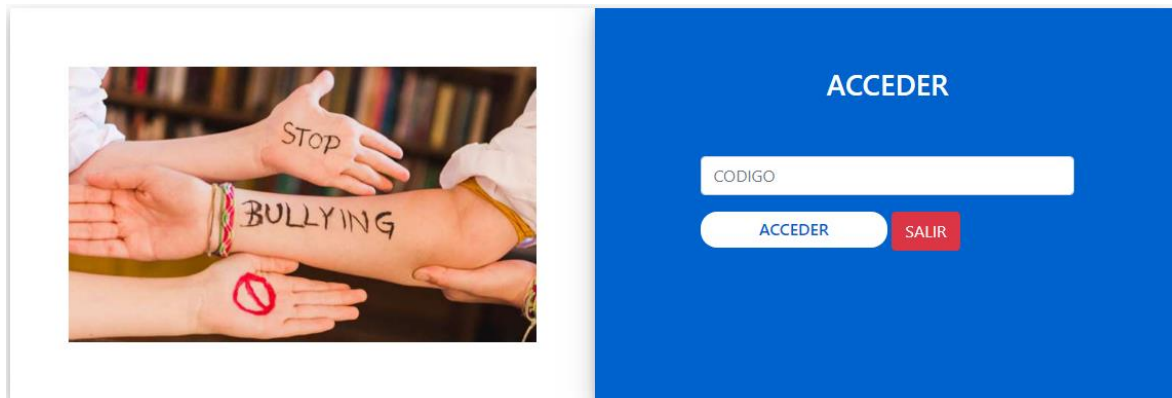 STOP
BULLYING
ACCEDER
CODIGO
ACCEDER
SALIR